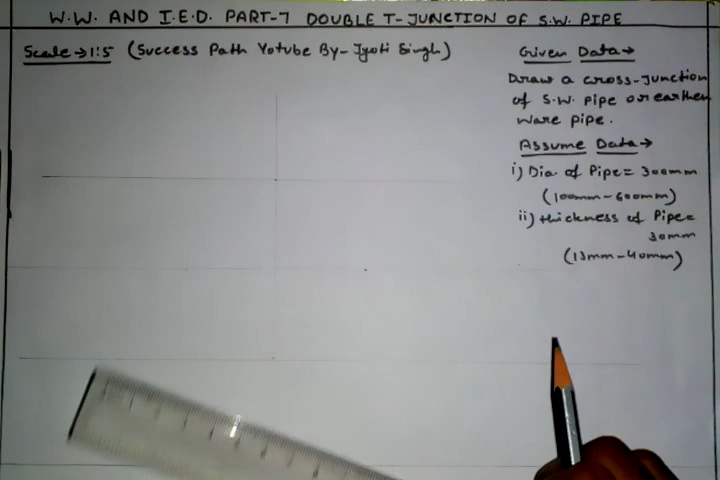 W.W. AND I.E.D. PART-7 DOUBLE T-JUNCTION OF S.W. PIPE
Scale→1:5 (Success Path Yotube By-Jyoti Singh)
Given Data→
Draw a cross-junction
of S.W. pipe or earthen
ware pipe.
Assume Data→
i) Dia. of Pipe= 300mm
(100mm-600mm)
ii) thickness of Pipe=
30mm
(13mm-40mm)